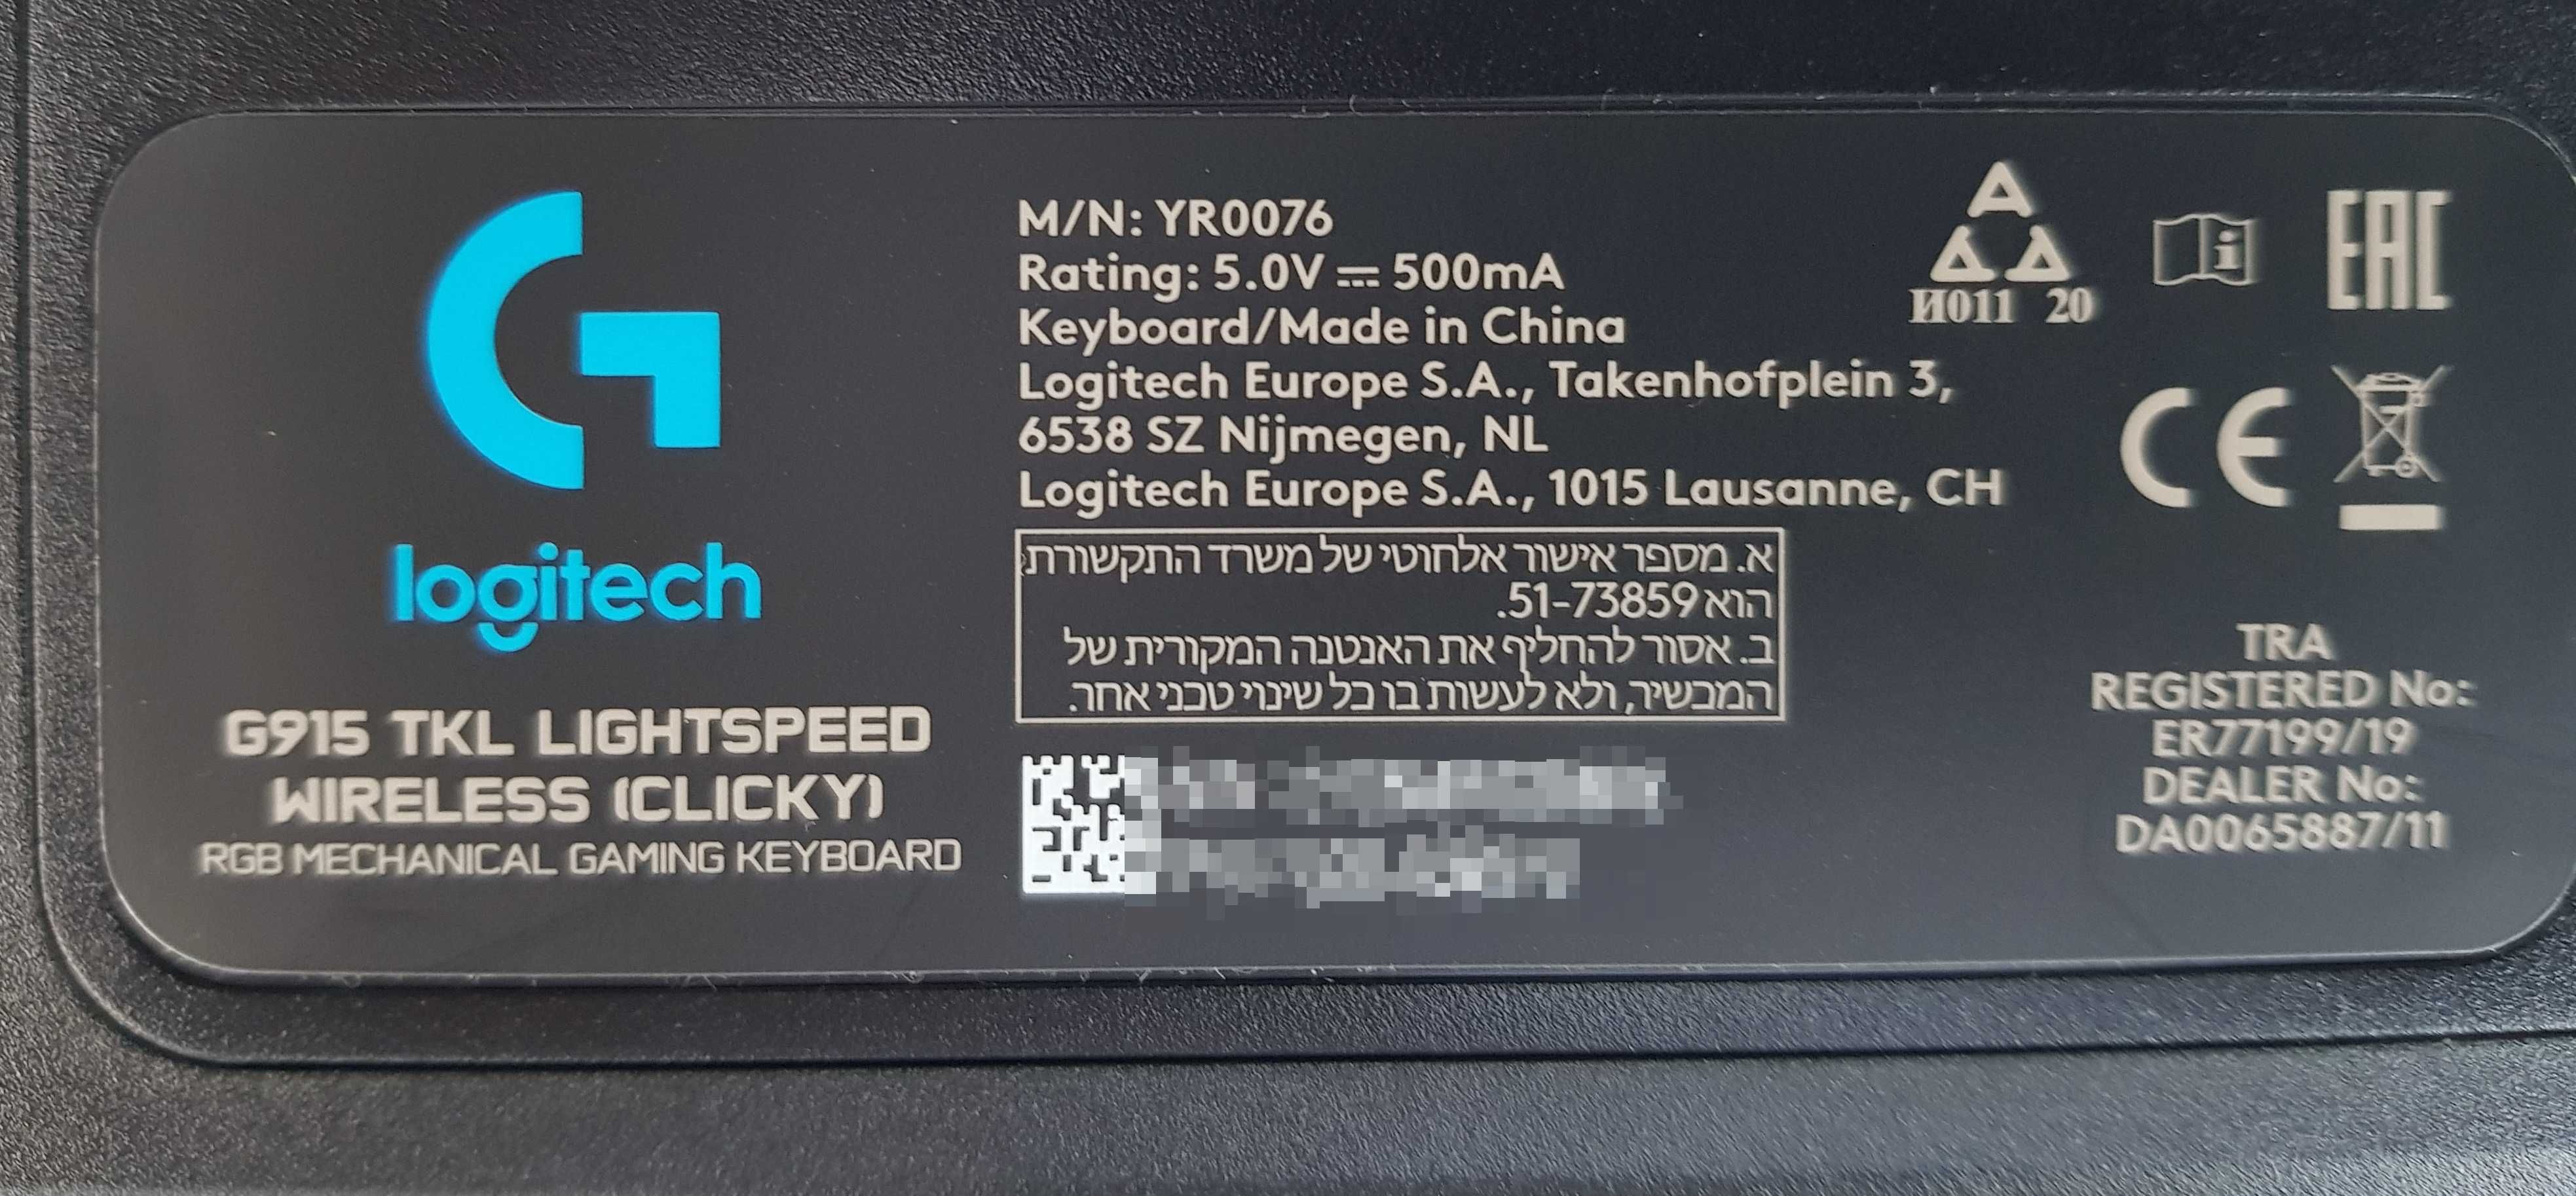 G
logitech
G915 TKL LIGHTSPEED
WIRELESS (CLICKY)
RGB MECHANICAL GAMING KEYBOARD
M/N: YR0076
Rating: 5.0V ⎓ 500mA
Keyboard/Made in China
Logitech Europe S.A., Takenhofplein 3,
6538 SZ Nijmegen, NL
Logitech Europe S.A., 1015 Lausanne, CH
א. מספר אישור אלחוטי של משרד התקשורת
הוא 51-73859.
ב. אסור להחליף את האנטנה המקורית של
המכשיר, ולא לעשות בו כל שינוי טכני אחר.
И011 20
EAC
CE
TRA
REGISTERED No:
ER77199/19
DEALER No:
DA0065887/11